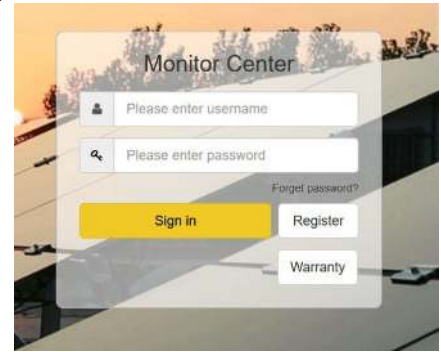 Monitor Center
Please enter username
Please enter password
Forget password?
Sign in
Register
Warranty